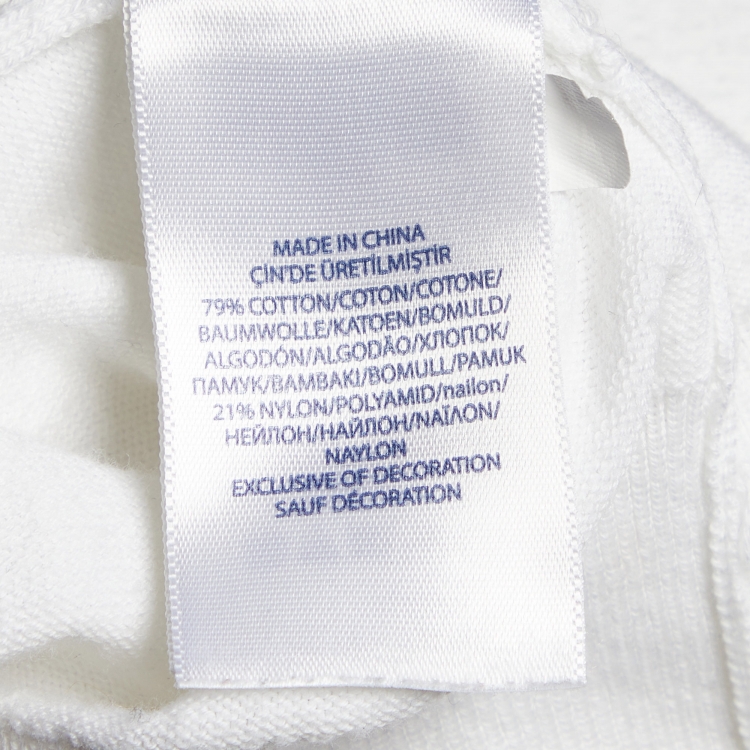 MADE IN CHINA
ÇİN'DE ÜRETİLMİŞTİR
79% COTTON/COTON/COTONE/
BAUMWOLLE/KATOEN/BOMULD/
ALGODÓN/ALGODÃO/ХЛОПОК/
ПАМУК/ΒΑΜΒΑΚΙ/BOMULL/PAMUK
21% NYLON/POLYAMID/nailon/
НЕЙЛОН/НАЙЛОН/ΝΑΪΛΟΝ/
NAYLON
EXCLUSIVE OF DECORATION
SAUF DÉCORATION